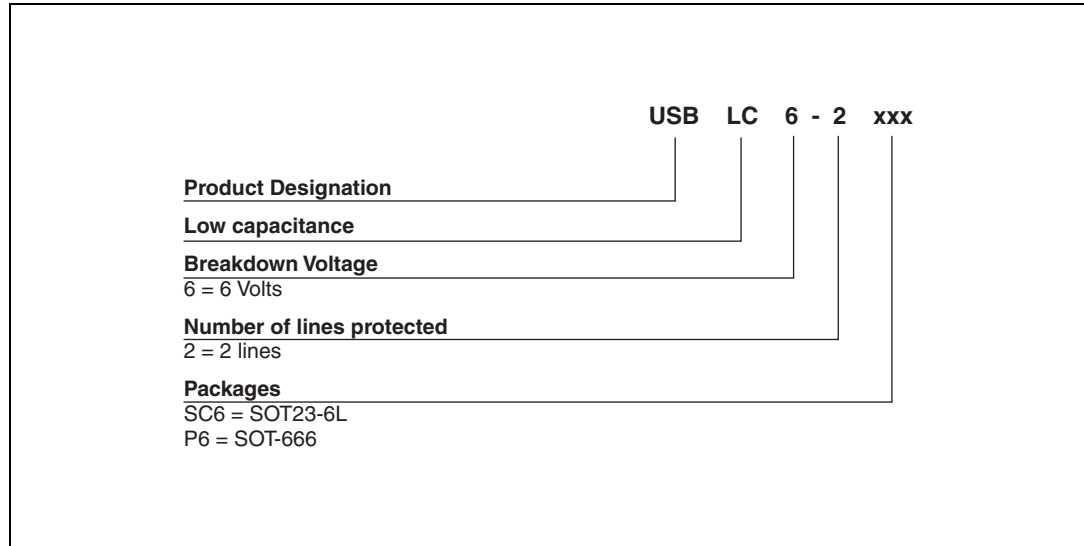 USB LC 6 - 2 xxx
Product Designation
Low capacitance
Breakdown Voltage
6 = 6 Volts
Number of lines protected
2 = 2 lines
Packages
SC6 = SOT23-6L
P6 = SOT-666